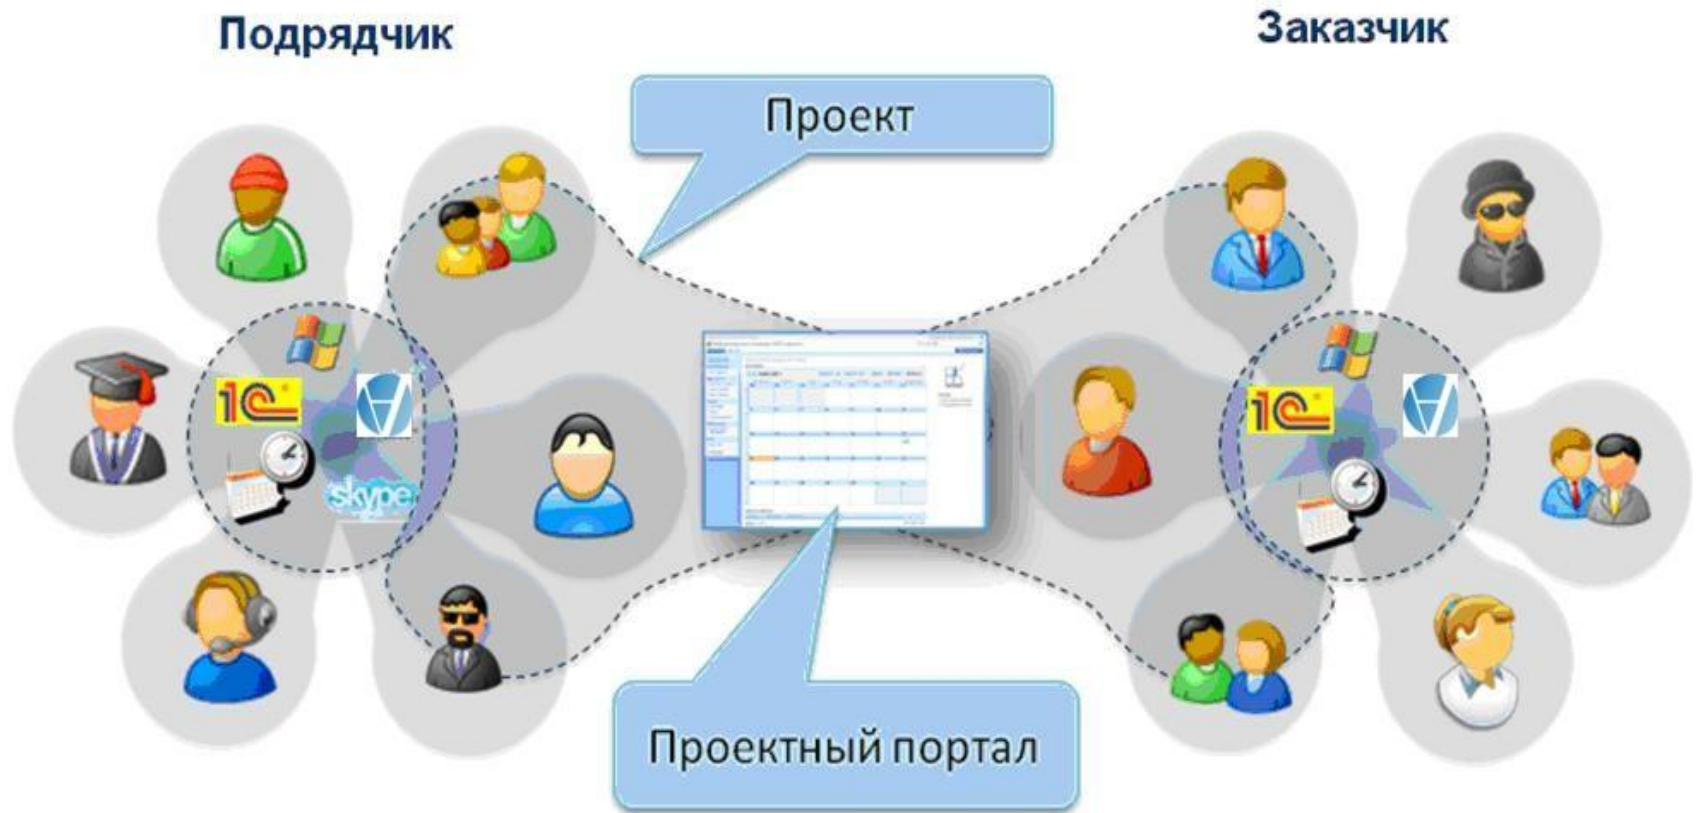 Подрядчик
Заказчик
Проект
1С
skype
1С
Проектный портал